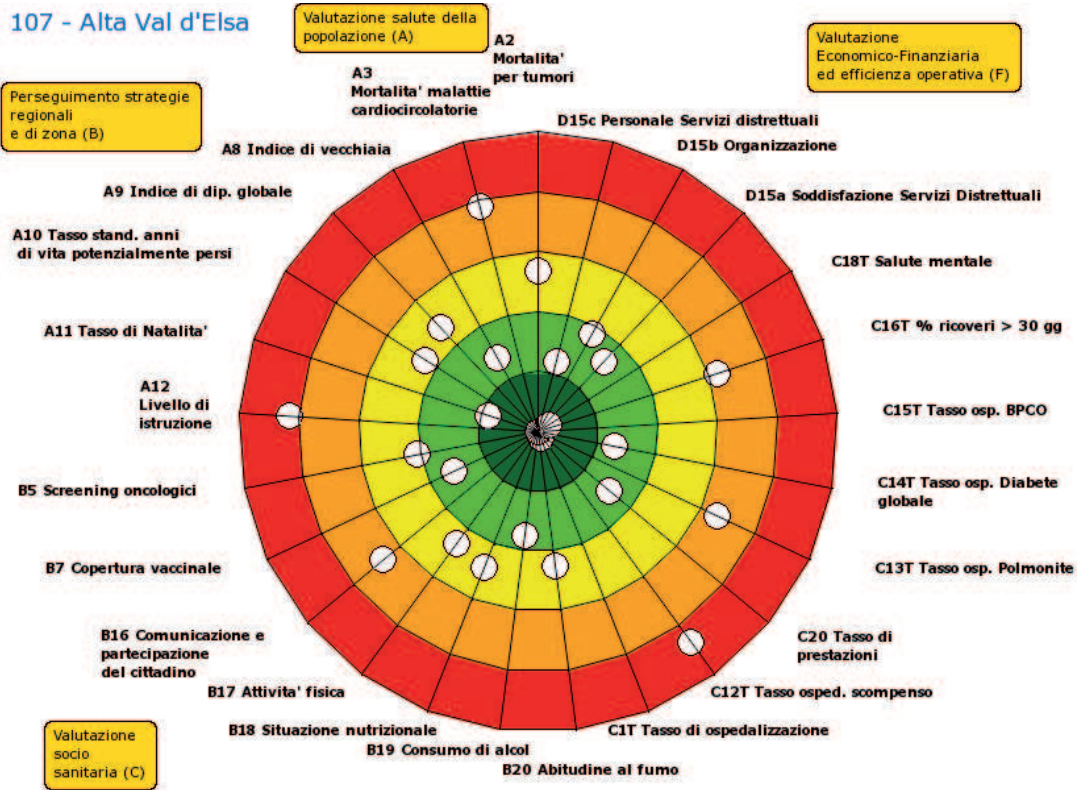 107 - Alta Val d'Elsa
Valutazione salute della
popolazione (A)
Valutazione
Economico-Finanziaria
ed efficienza operativa (F)
Perseguimento strategie
regionali
e di zona (B)
A2
Mortalita'
per tumori
A3
Mortalita' malattie
cardiocircolatorie
A8 Indice di vecchiaia
A9 Indice di dip. globale
A10 Tasso stand. anni
di vita potenzialmente persi
A11 Tasso di Natalita'
A12
Livello di
istruzione
B5 Screening oncologici
B7 Copertura vaccinale
B16 Comunicazione e
partecipazione
del cittadino
B17 Attivita' fisica
B18 Situazione nutrizionale
B19 Consumo di alcol
B20 Abitudine al fumo
C1T Tasso di ospedalizzazione
C12T Tasso osped. scompenso
C20 Tasso di
prestazioni
C13T Tasso osp. Polmonite
C14T Tasso osp. Diabete
globale
C15T Tasso osp. BPCO
C16T % ricoveri > 30 gg
C18T Salute mentale
D15a Soddisfazione Servizi Distrettuali
D15b Organizzazione
D15c Personale Servizi distrettuali
Valutazione
socio
sanitaria (C)